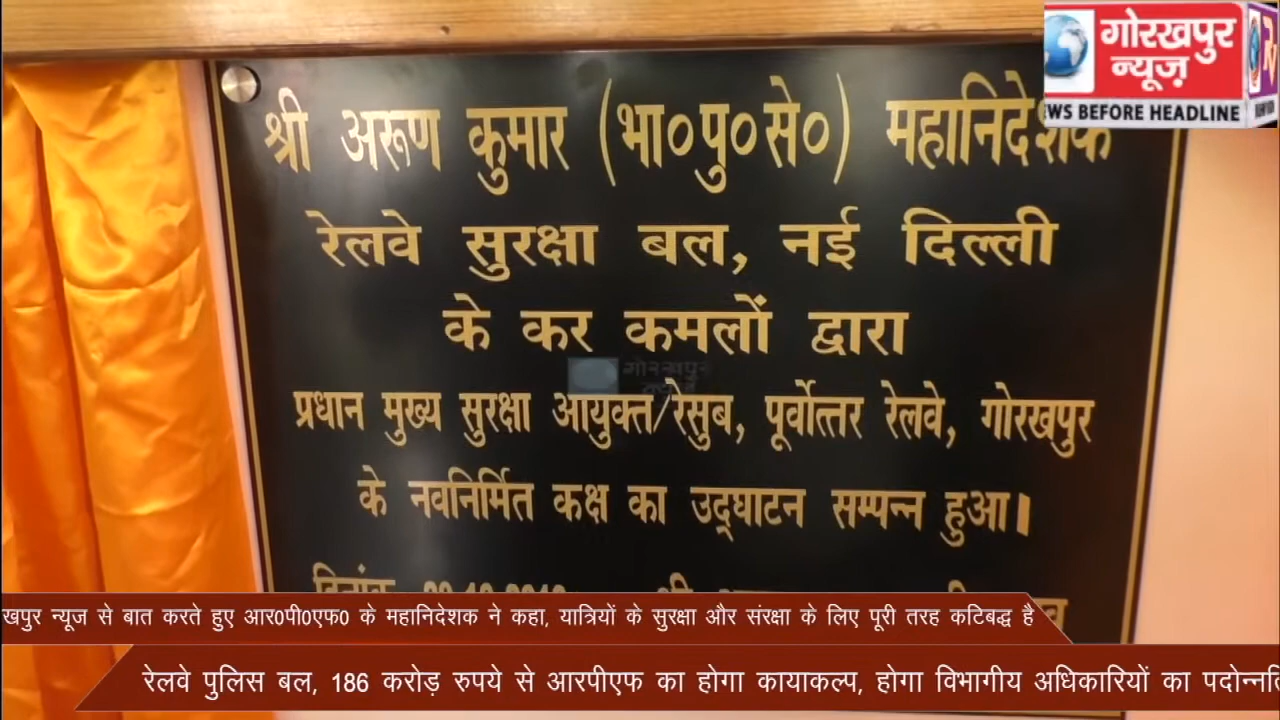 गोरखपुर
न्यूज़
NEWS BEFORE HEADLINE
श्री अरूण कुमार (भा०पु०से०) महानिदेशक
रेलवे सुरक्षा बल, नई दिल्ली
के कर कमलों द्वारा
गोरखपुर
न्यूज़
प्रधान मुख्य सुरक्षा आयुक्त/रेसुब, पूर्वोत्तर रेलवे, गोरखपुर
के नवनिर्मित कक्ष का उद्घाटन सम्पन्न हुआ।
दिनांक
खपुर न्यूज से बात करते हुए आर0पी0एफ0 के महानिदेशक ने कहा, यात्रियों के सुरक्षा और संरक्षा के लिए पूरी तरह कटिबद्ध है
रेलवे पुलिस बल, 186 करोड़ रुपये से आरपीएफ का होगा कायाकल्प, होगा विभागीय अधिकारियों का पदोन्नति